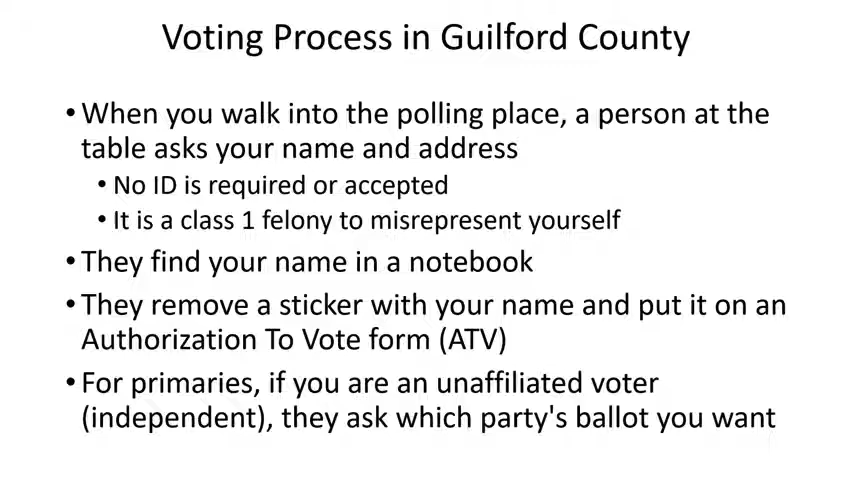 Voting Process in Guilford County
• When you walk into the polling place, a person at the
table asks your name and address
• No ID is required or accepted
• It is a class 1 felony to misrepresent yourself
• They find your name in a notebook
• They remove a sticker with your name and put it on an
Authorization To Vote form (ATV)
• For primaries, if you are an unaffiliated voter
(independent), they ask which party's ballot you want